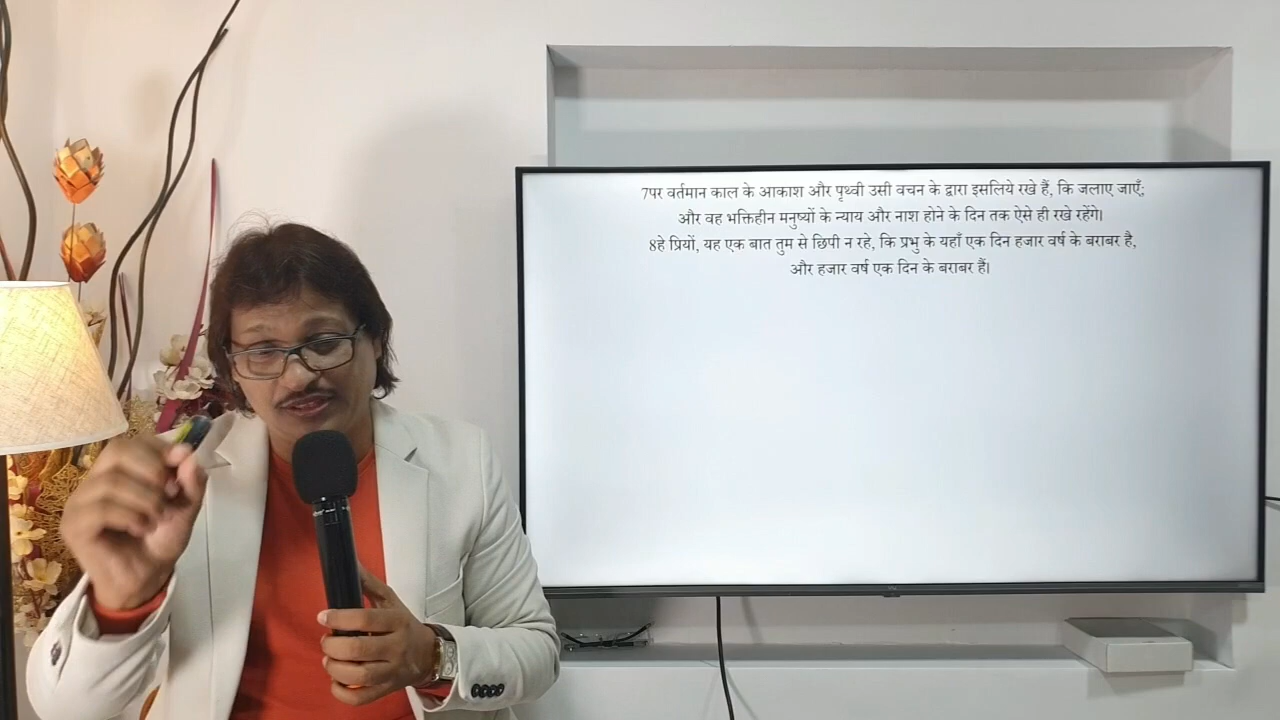 7पर वर्तमान काल के आकाश और पृथ्वी उसी वचन के द्वारा इसलिये रखे हैं, कि जलाए जाएँ;
और वह भक्तिहीन मनुष्यों के न्याय और नाश होने के दिन तक ऐसे ही रखे रहेंगे।
8हे प्रियों, यह एक बात तुम से छिपी न रहे, कि प्रभु के यहाँ एक दिन हजार वर्ष के बराबर है,
और हजार वर्ष एक दिन के बराबर हैं।